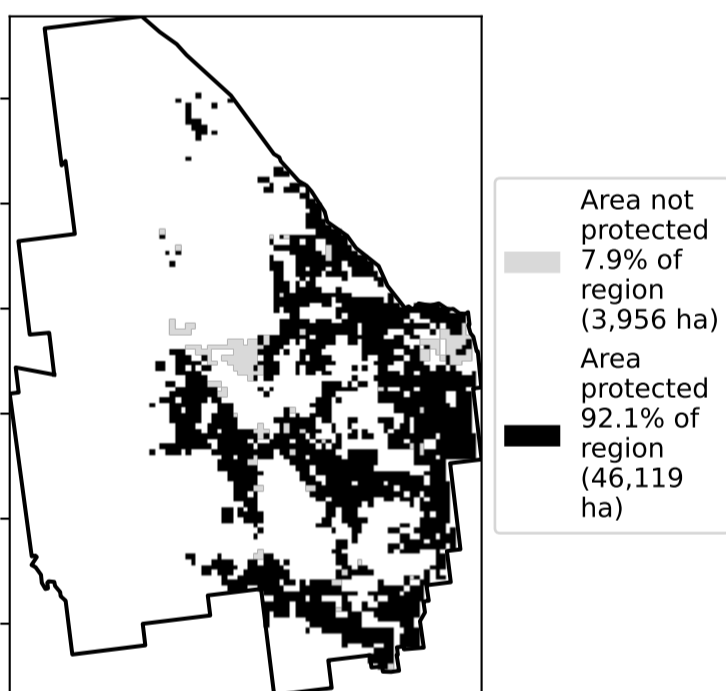 Area not
protected
7.9% of
region
(3,956 ha)
Area
protected
92.1% of
region
(46,119
ha)